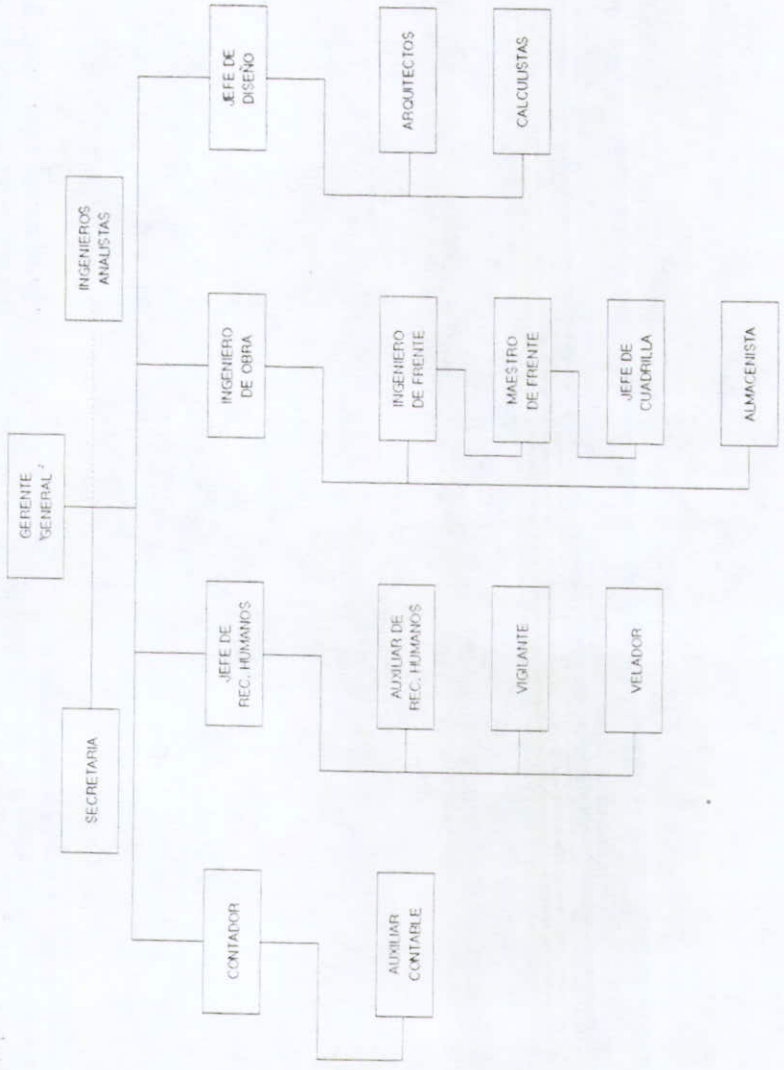 GERENTE
GENERAL
SECRETARIA
INGENIEROS
ANALISTAS
CONTADOR
JEFE DE
REC. HUMANOS
INGENIERO
DE OBRA
JEFE DE
DISEÑO
AUXILIAR
CONTABLE
AUXILIAR DE
REC. HUMANOS
VIGILANTE
VELADOR
INGENIERO
DE FRENTE
MAESTRO
DE FRENTE
JEFE DE
CUADRILLA
ALMACENISTA
ARQUITECTOS
CALCULISTAS